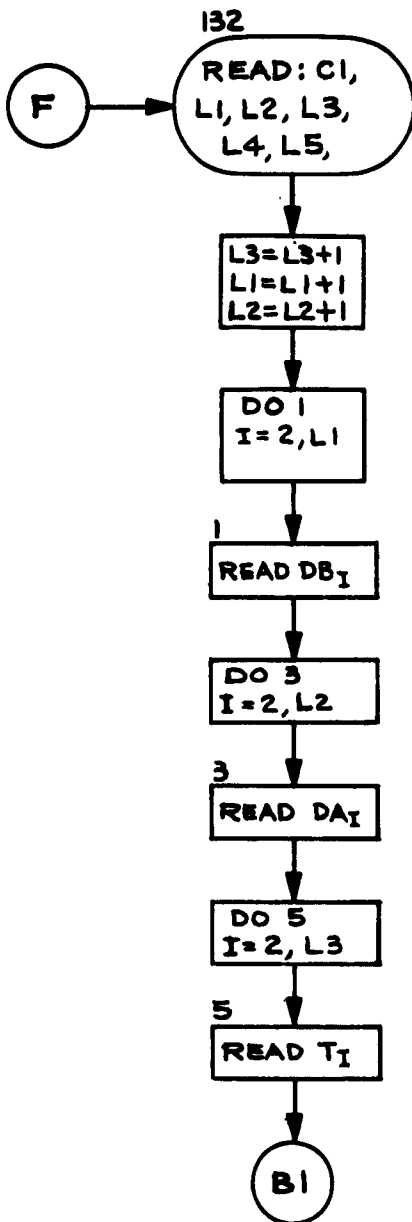 132
F
READ: C1,
L1, L2, L3,
L4, L5,
L3=L3+1
L1=L1+1
L2=L2+1
DO 1
I=2, L1
1
READ DB_I
DO 3
I=2, L2
3
READ DA_I
DO 5
I=2, L3
5
READ T_I
B1